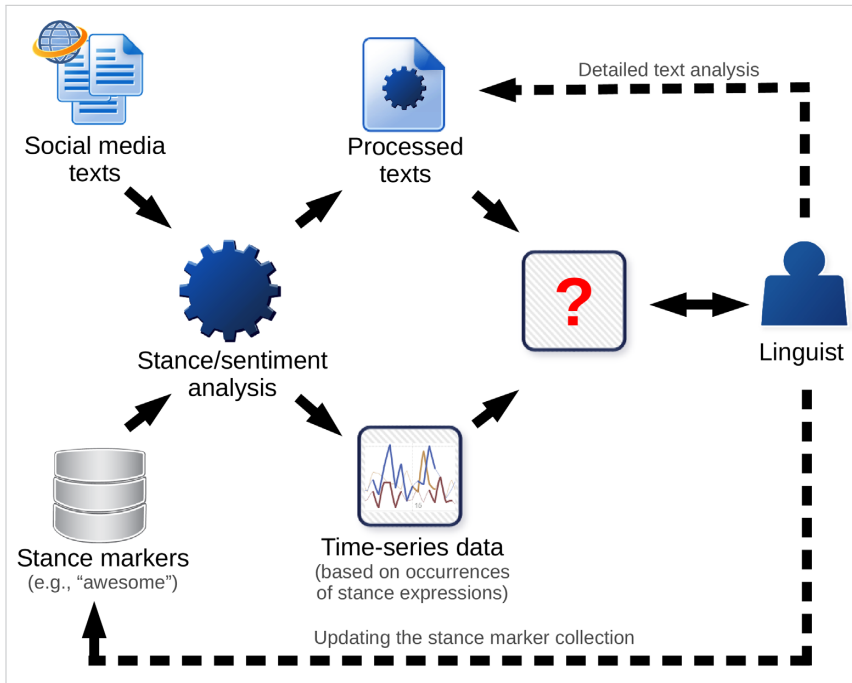 Detailed text analysis
Social media
texts
Processed
texts
?
Linguist
Stance/sentiment
analysis
10
Stance markers
(e.g., “awesome”)
Time-series data
(based on occurrences
of stance expressions)
Updating the stance marker collection